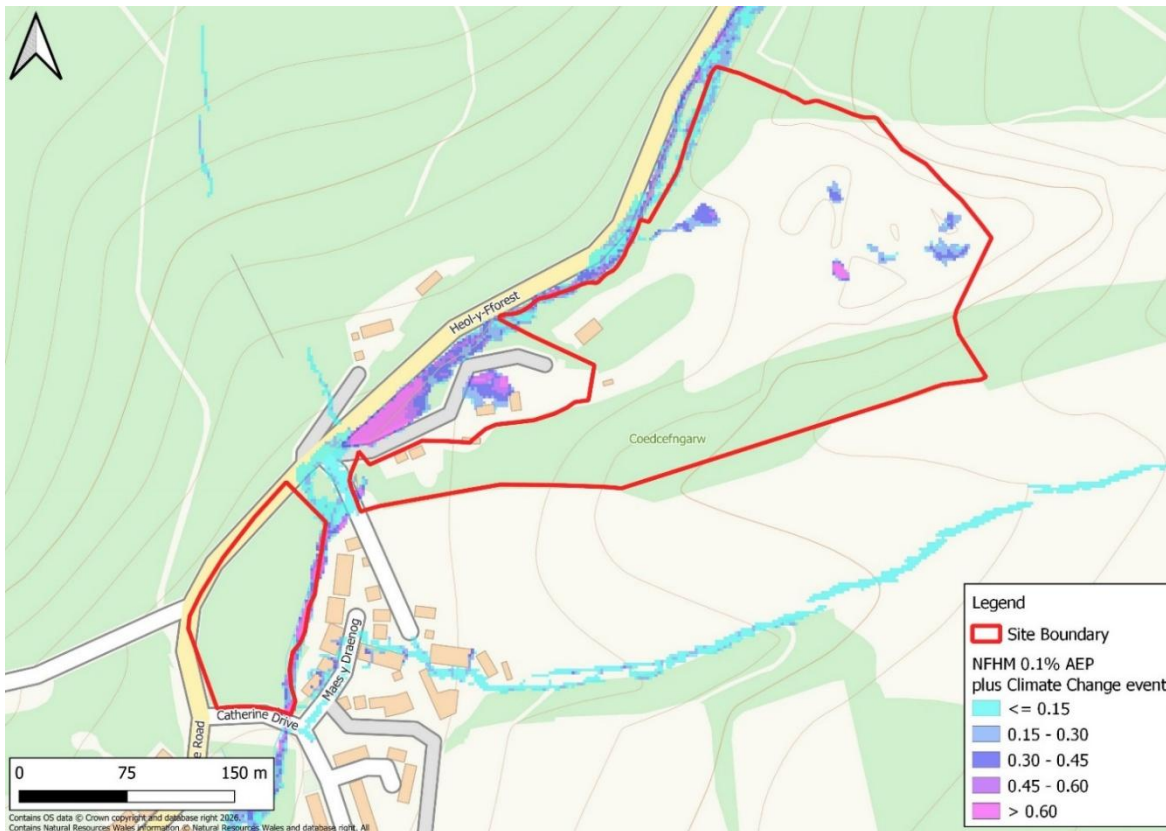 Heol-y-Fforest
Coedcefngarw
Maes y Draenog
Catherine Drive
e Road
Legend
Site Boundary
NFHM 0.1% AEP
plus Climate Change event
<= 0.15
0.15 - 0.30
0.30 - 0.45
0.45 - 0.60
> 0.60
0 75 150 m
Contains OS data © Crown copyright and database right 2026.
Contains Natural Resources Wales information © Natural Resources Wales and database right. All